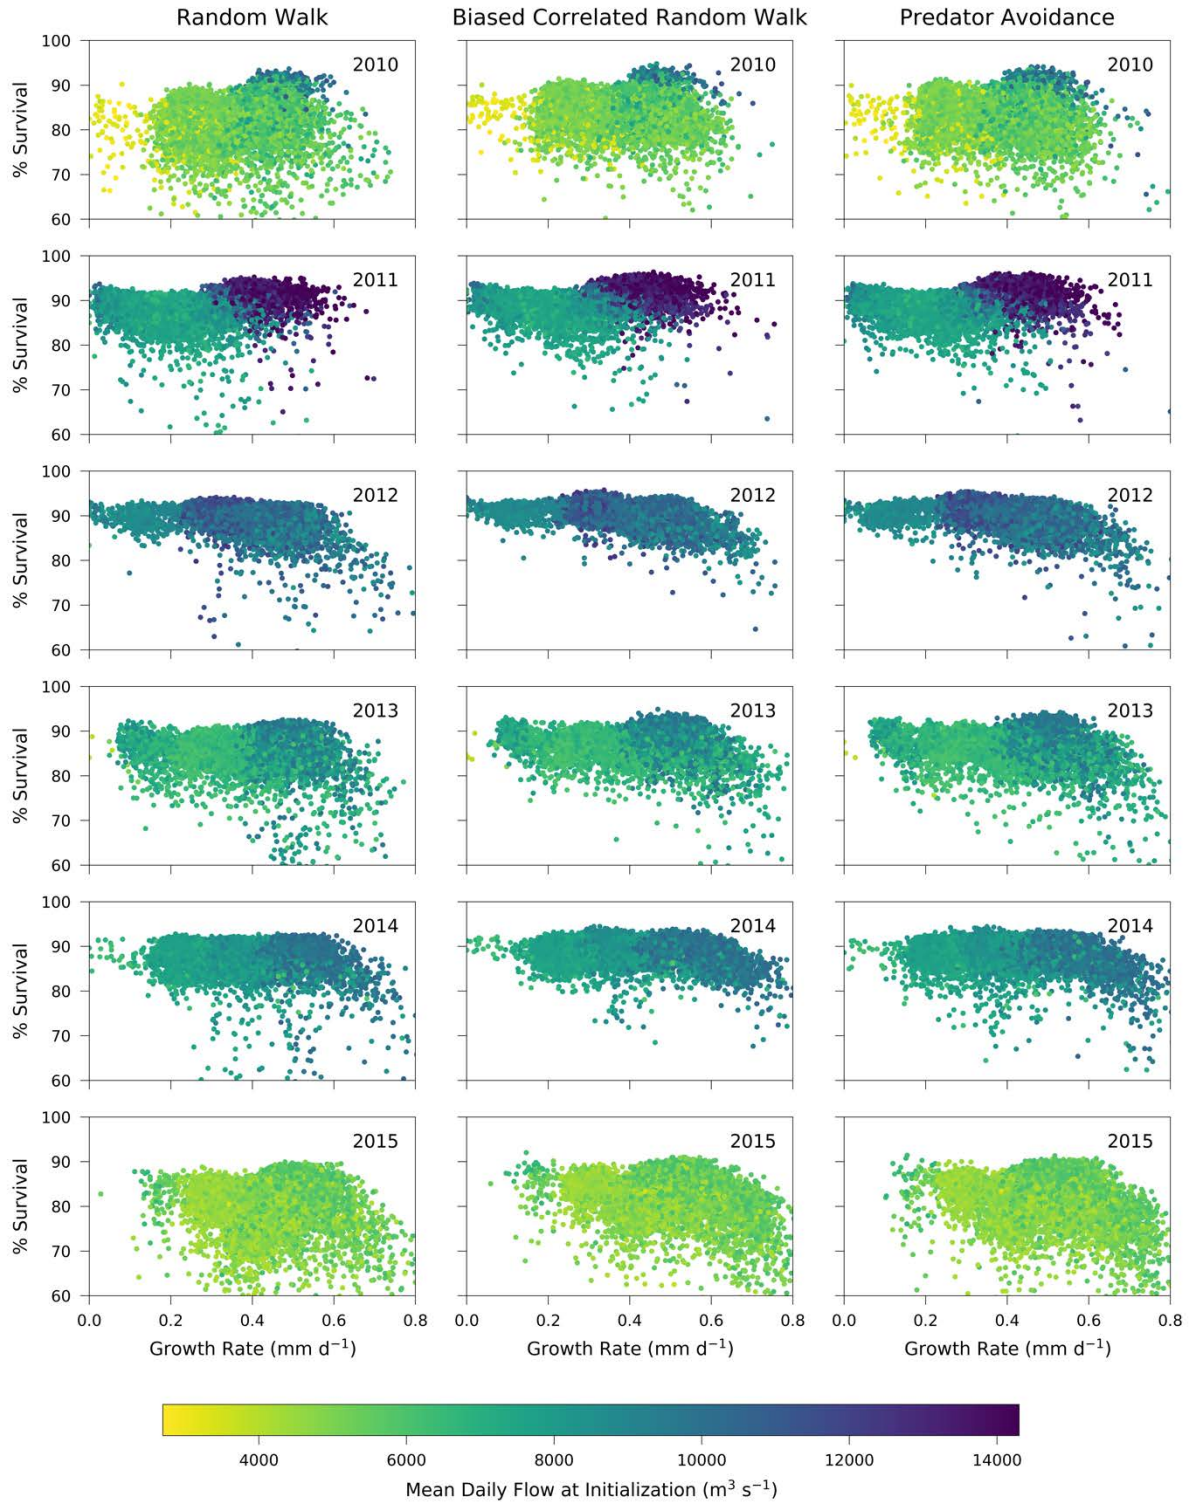 Random Walk Biased Correlated Random Walk Predator Avoidance
100
90
80
70
60
% Survival
2010 2010 2010
100
90
80
70
60
% Survival
2011 2011 2011
100
90
80
70
60
% Survival
2012 2012 2012
100
90
80
70
60
% Survival
2013 2013 2013
100
90
80
70
60
% Survival
2014 2014 2014
100
90
80
70
60
% Survival
2015 2015 2015
0.0 0.2 0.4 0.6 0.8 0.0 0.2 0.4 0.6 0.8 0.0 0.2 0.4 0.6 0.8
Growth Rate (mm d⁻¹) Growth Rate (mm d⁻¹) Growth Rate (mm d⁻¹)
4000 6000 8000 10000 12000 14000
Mean Daily Flow at Initialization (m³ s⁻¹)